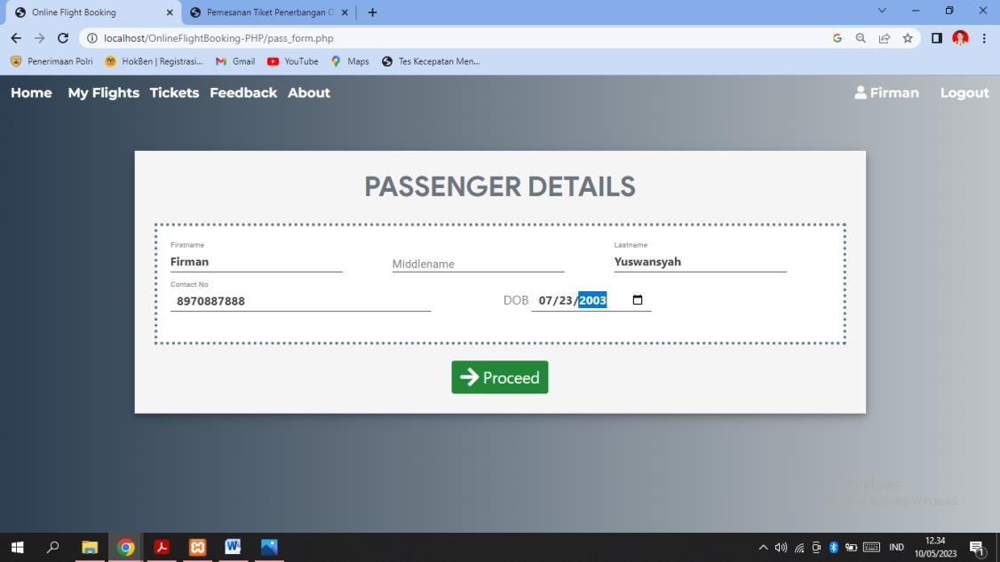 Online Flight Booking
Pemesanan Tiket Penerbangan O
localhost/OnlineFlightBooking-PHP/pass_form.php
Penerimaan Polri
HokBen | Registrasi...
Gmail
YouTube
Maps
Tes Kecepatan Men...
Home My Flights Tickets Feedback About
Firman Logout
PASSENGER DETAILS
Firstname
Lastname
Firman
Middlename
Yuswansyah
Contact No
8970887888
DOB 07/23/2003
Proceed
Windows
to activate Windows.
IND
12.34
10/05/2023
1